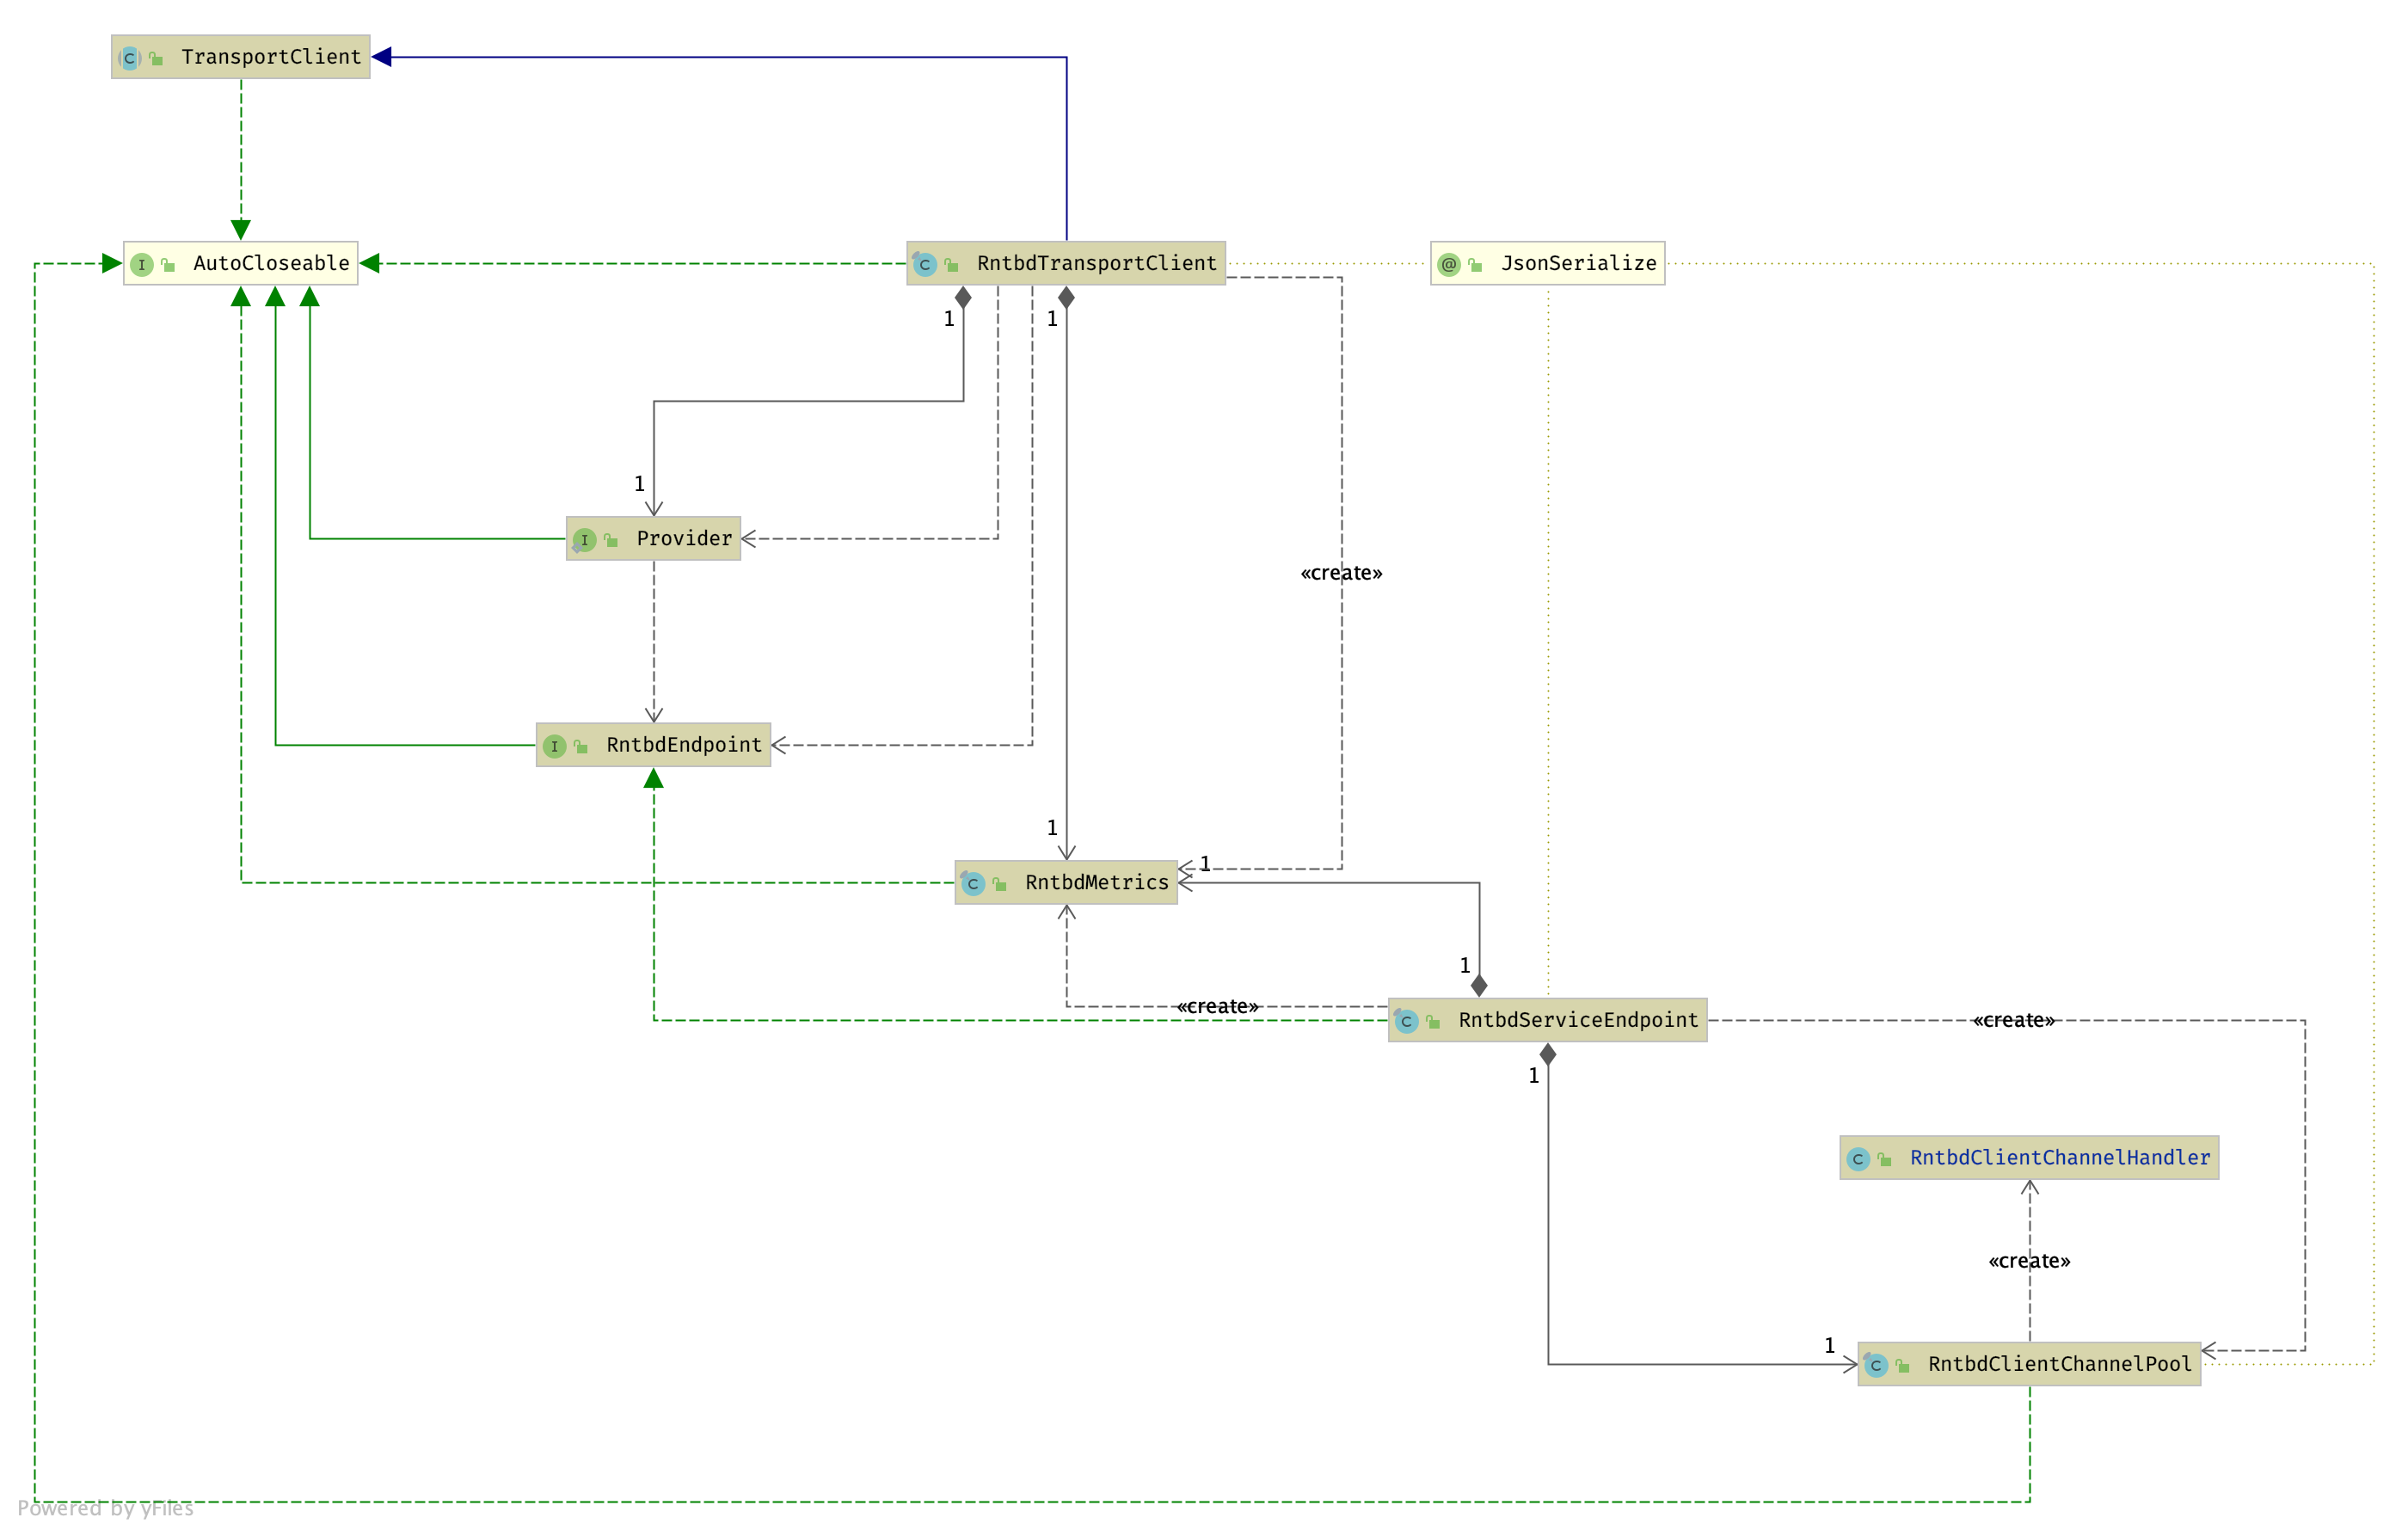 TransportClient
AutoCloseable
RntbdTransportClient
JsonSerialize
1
1
1
Provider
«create»
RntbdEndpoint
1
1
RntbdMetrics
1
«create»
RntbdServiceEndpoint
«create»
1
RntbdClientChannelHandler
«create»
1
RntbdClientChannelPool
Powered by yFiles